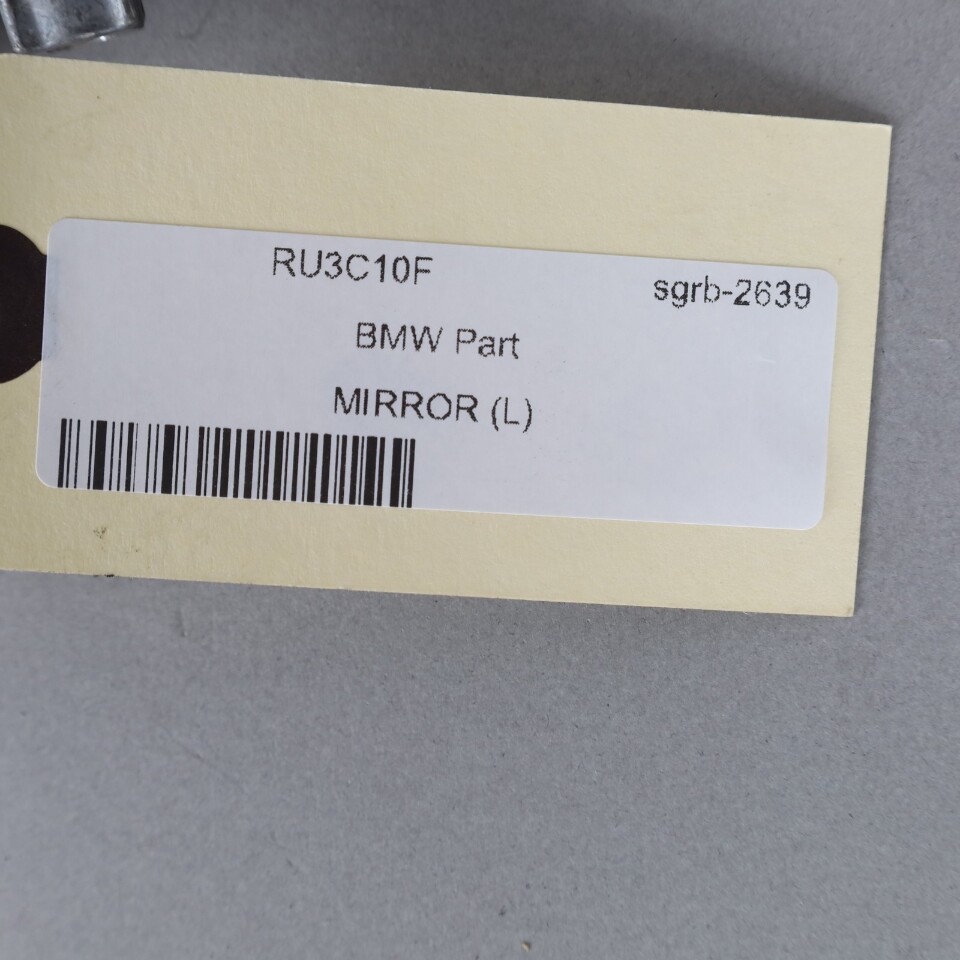 RU3C10F
sgrb-2639
BMW Part
MIRROR (L)